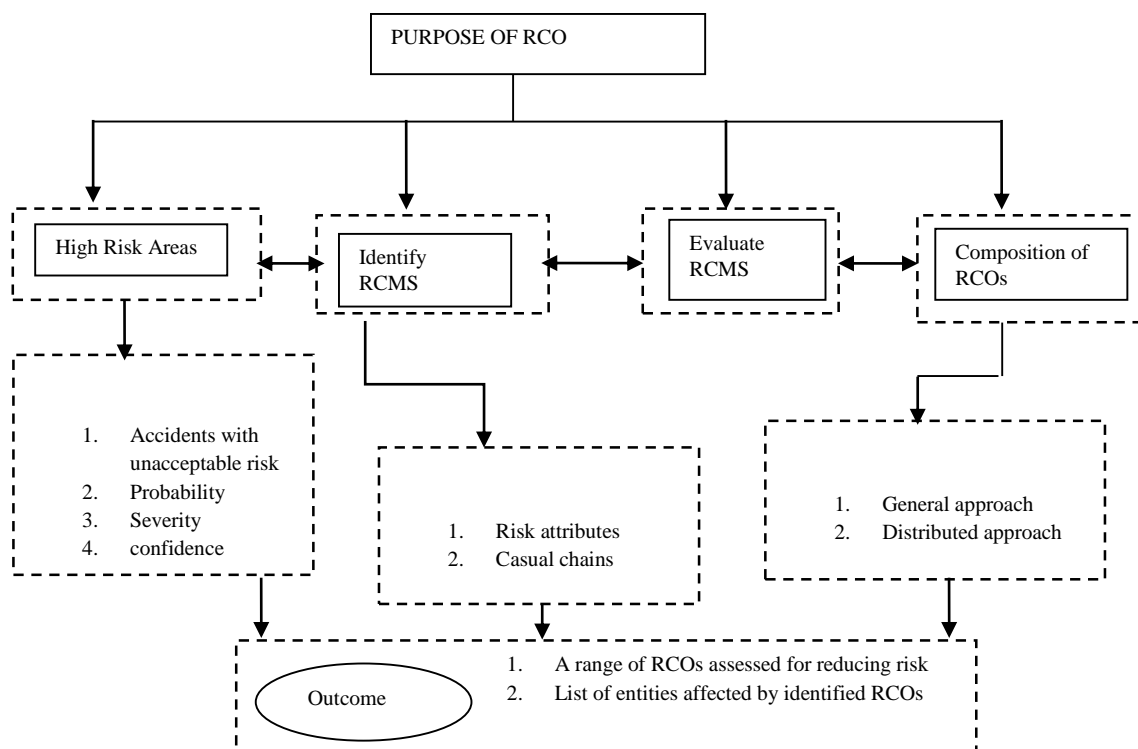 PURPOSE OF RCO
High Risk Areas
Identify
RCMS
Evaluate
RCMS
Composition of
RCOs
1. Accidents with
unacceptable risk
2. Probability
3. Severity
4. confidence
1. Risk attributes
2. Casual chains
1. General approach
2. Distributed approach
Outcome
1. A range of RCOs assessed for reducing risk
2. List of entities affected by identified RCOs